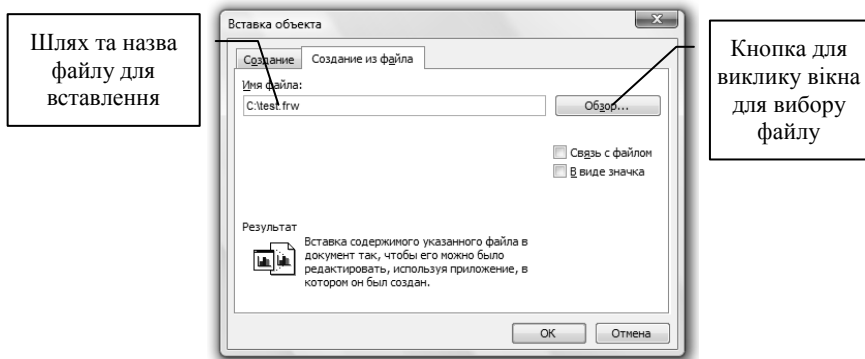 Шлях та назва
файлу для
вставлення
Вставка объекта
Создание
Создание из файла
Имя файла:
C:\test.frw
Обзор...
Связь с файлом
В виде значка
Результат
Вставка содержимого указанного файла в
документ так, чтобы его можно было
редактировать, используя приложение, в
котором он был создан.
OK
Отмена
Кнопка для
виклику вікна
для вибору
файлу